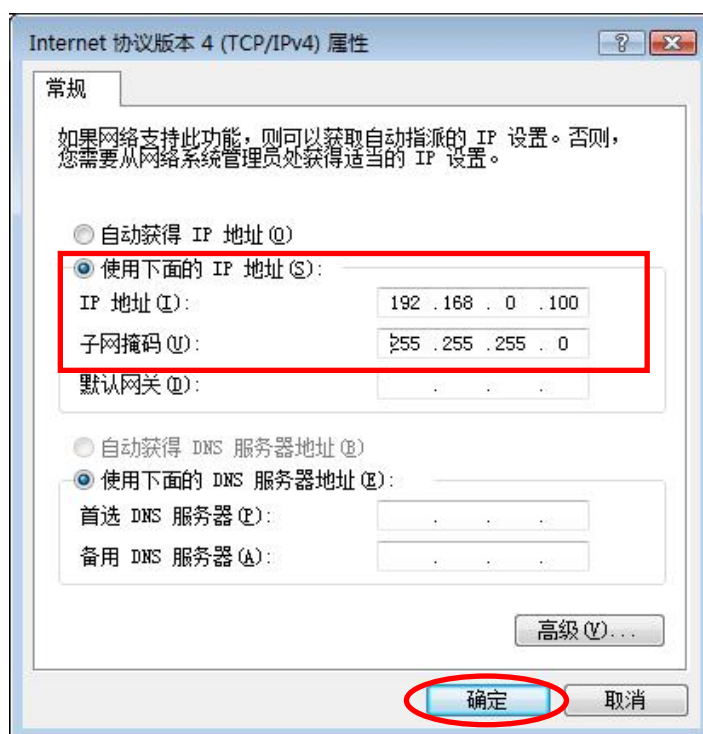 Internet 协议版本 4 (TCP/IPv4) 属性
常规
如果网络支持此功能，则可以获取自动指派的 IP 设置。否则，
您需要从网络系统管理员处获得适当的 IP 设置。
自动获得 IP 地址(O)
使用下面的 IP 地址(S):
IP 地址(I): 192 .168 . 0 .100
子网掩码(U): 255 .255 .255 . 0
默认网关(D): . . .
自动获得 DNS 服务器地址(B)
使用下面的 DNS 服务器地址(E):
首选 DNS 服务器(P): . . .
备用 DNS 服务器(A): . . .
高级(V)...
确定 取消